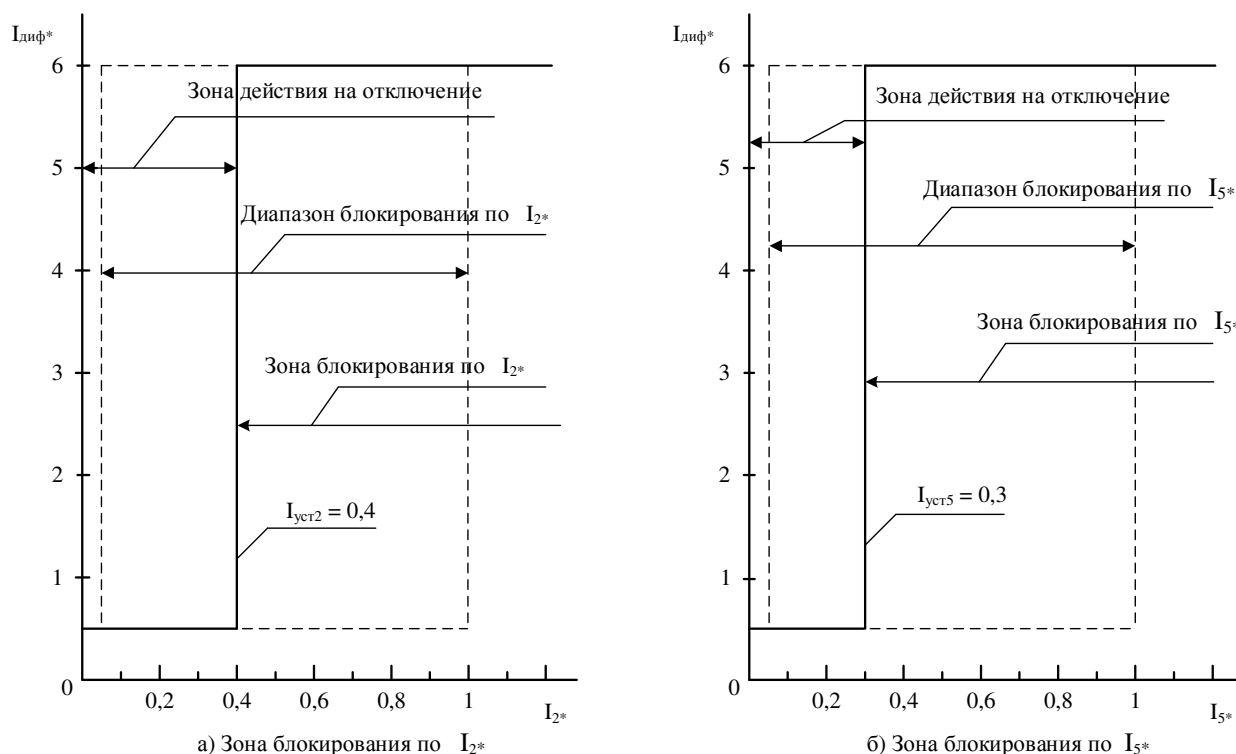 Iдиф*
6
Зона действия на отключение
5
Диапазон блокирования по I2*
4
3
Зона блокирования по I2*
2
Iуст2 = 0,4
1
0
0,2
0,4
0,6
0,8
1
I2*
а) Зона блокирования по I2*
Iдиф*
6
Зона действия на отключение
5
Диапазон блокирования по I5*
4
Зона блокирования по I5*
3
2
Iуст5 = 0,3
1
0
0,2
0,4
0,6
0,8
1
I5*
б) Зона блокирования по I5*